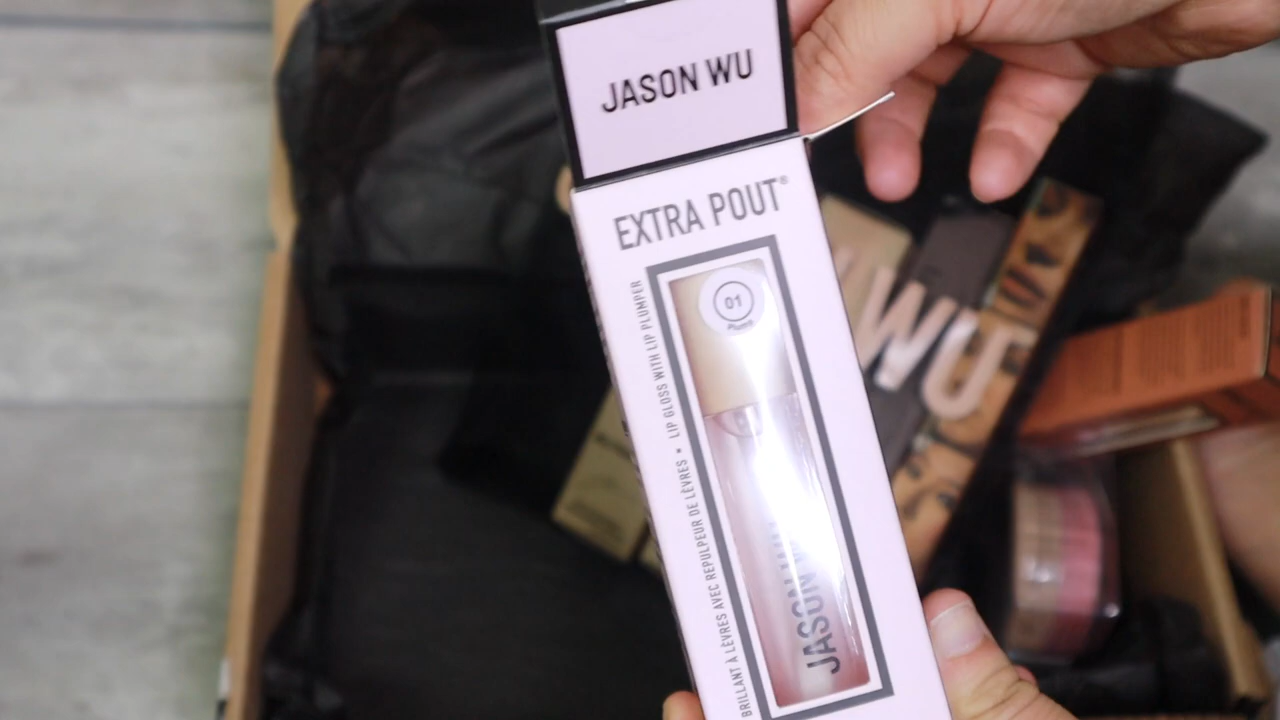 JASON WU
EXTRA POUT®
01
LIP GLOSS WITH LIP PLUMPER
BRILLANT À LÈVRES AVEC REPULPEUR DE LÈVRES •
JASON WU
WU